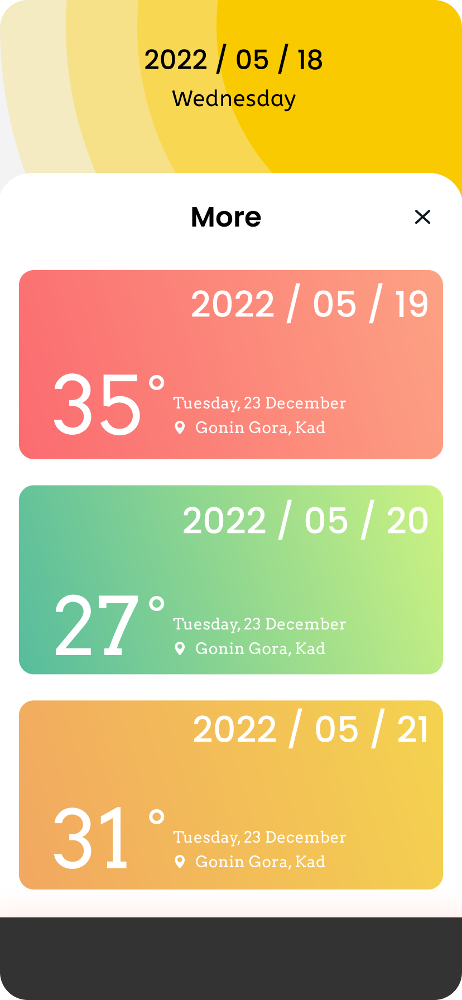 2022 / 05 / 18
Wednesday
More
2022 / 05 / 19
35°
Tuesday, 23 December
Gonin Gora, Kad
2022 / 05 / 20
27°
Tuesday, 23 December
Gonin Gora, Kad
2022 / 05 / 21
31°
Tuesday, 23 December
Gonin Gora, Kad